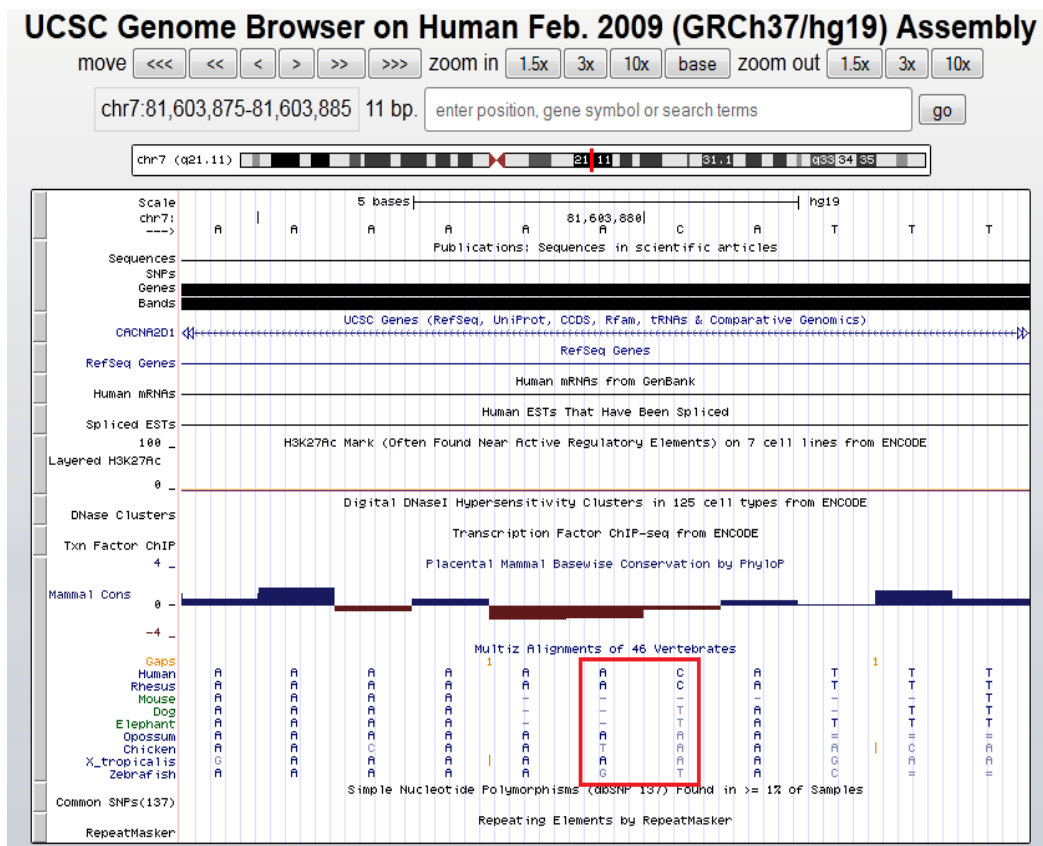 UCSC Genome Browser on Human Feb. 2009 (GRCh37/hg19) Assembly
move <<< << < > >> >>> zoom in 1.5x 3x 10x base zoom out 1.5x 3x 10x
chr7:81,603,875-81,603,885 11 bp. enter position, gene symbol or search terms go
chr7 (q21.11) 21 11 31.1 q33 34 35
Scale 5 bases hg19
chr7: 81,603,880
---> A A A A A A C A T T T
Publications: Sequences in scientific articles
Sequences
SNPs
Genes
Bands
UCSC Genes (RefSeq, UniProt, CCDS, Rfam, tRNAs & Comparative Genomics)
CACNA2D1
RefSeq Genes
RefSeq Genes
Human mRNAs from GenBank
Human mRNAs
Human ESTs That Have Been Spliced
Spliced ESTs
100 _ H3K27Ac Mark (Often Found Near Active Regulatory Elements) on 7 cell lines from ENCODE
Layered H3K27Ac
0 _
Digital DNaseI Hypersensitivity Clusters in 125 cell types from ENCODE
DNase Clusters
Transcription Factor ChIP-seq from ENCODE
Txn Factor ChIP
4 _ Placental Mammal Basewise Conservation by PhyloP
Mammal Cons
0 _
-4 _
Multiz Alignments of 46 Vertebrates
Gaps 1 1
Human A A A A A A C A T T T
Rhesus A A A A A A C A T T T
Mouse A A A A - - - - - - T
Dog A A A A - - T A - T T
Elephant A A A A - - T A T T T
Opossum A A A A A A A A = = =
Chicken A A C A A T A A A C A
X_tropicalis G A A A A A A A G A A
Zebrafish A A A A A G T A C = =
Simple Nucleotide Polymorphisms (dbSNP 137) Found in >= 1% of Samples
Common SNPs(137)
Repeating Elements by RepeatMasker
RepeatMasker